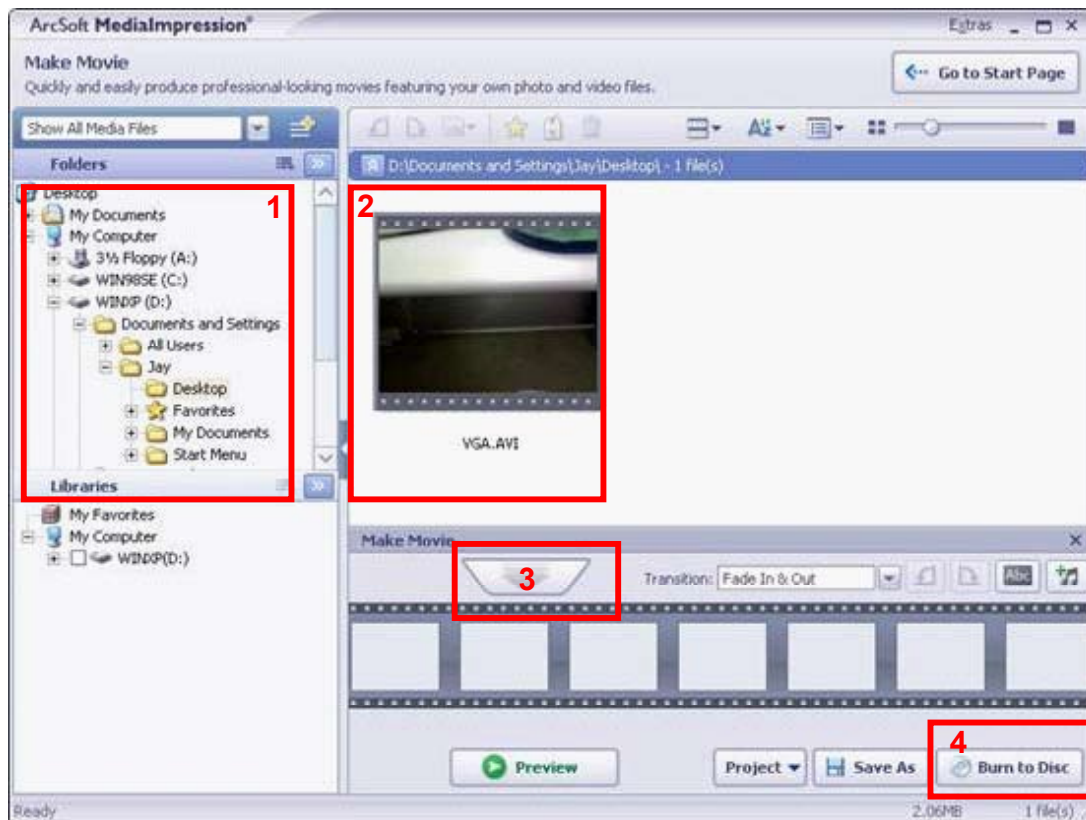 ArcSoft MediaImpression® Extras
Make Movie
Quickly and easily produce professional-looking movies featuring your own photo and video files.
Go to Start Page
Show All Media Files
Folders
D:\Documents and Settings\Jay\Desktop\ - 1 file(s)
Desktop
1
My Documents
My Computer
3½ Floppy (A:)
WIN98SE (C:)
WINXP (D:)
Documents and Settings
All Users
Jay
Desktop
Favorites
My Documents
Start Menu
2
VGA.AVI
Libraries
My Favorites
My Computer
WINXP(D:)
Make Movie
3
Transition: Fade In & Out
Abc
4
Preview
Project
Save As
Burn to Disc
Ready
2.06MB
1 file(s)